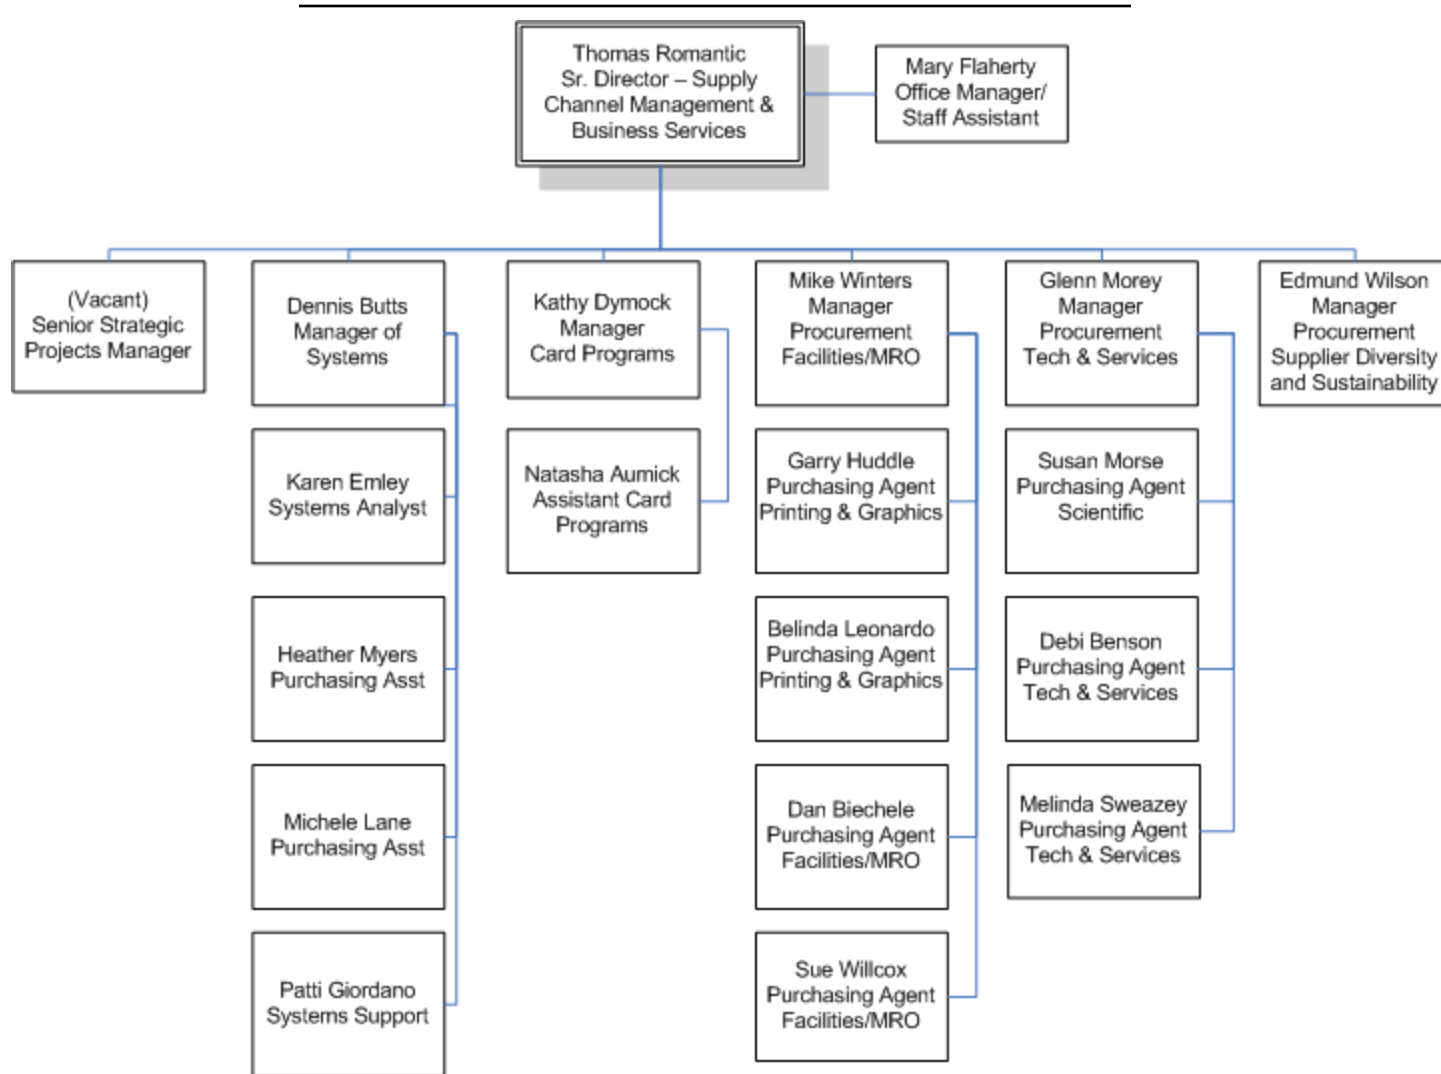 Thomas Romantic
Sr. Director – Supply
Channel Management &
Business Services
Mary Flaherty
Office Manager/
Staff Assistant
(Vacant)
Senior Strategic
Projects Manager
Dennis Butts
Manager of
Systems
Kathy Dymock
Manager
Card Programs
Mike Winters
Manager
Procurement
Facilities/MRO
Glenn Morey
Manager
Procurement
Tech & Services
Edmund Wilson
Manager
Procurement
Supplier Diversity
and Sustainability
Karen Emley
Systems Analyst
Natasha Aumick
Assistant Card
Programs
Garry Huddle
Purchasing Agent
Printing & Graphics
Susan Morse
Purchasing Agent
Scientific
Heather Myers
Purchasing Asst
Belinda Leonardo
Purchasing Agent
Printing & Graphics
Debi Benson
Purchasing Agent
Tech & Services
Michele Lane
Purchasing Asst
Dan Biechele
Purchasing Agent
Facilities/MRO
Melinda Sweazey
Purchasing Agent
Tech & Services
Patti Giordano
Systems Support
Sue Willcox
Purchasing Agent
Facilities/MRO